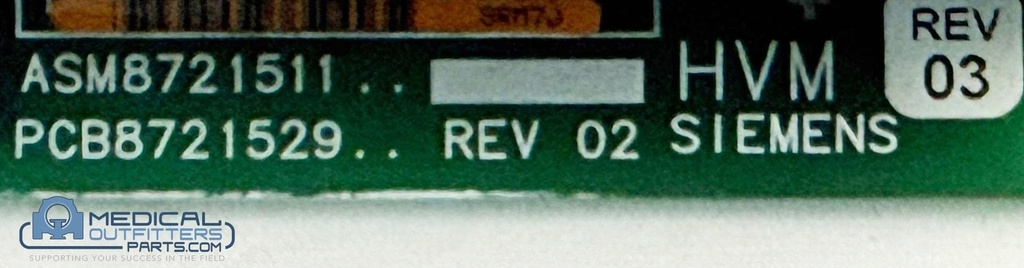 REV
03
ASM8721511.. HVM
PCB8721529.. REV 02 SIEMENS
MEDICAL
OUTFITTERS
PARTS.COM
SUPPORTING YOUR SUCCESS IN THE FIELD